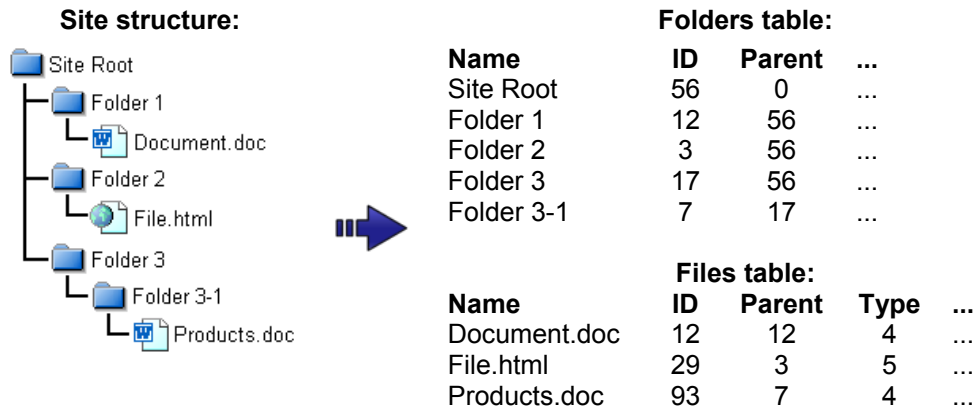 Site structure:
Site Root
Folder 1
Document.doc
Folder 2
File.html
Folder 3
Folder 3-1
Products.doc
Folders table:
Name ID Parent ...
Site Root 56 0 ...
Folder 1 12 56 ...
Folder 2 3 56 ...
Folder 3 17 56 ...
Folder 3-1 7 17 ...
Files table:
Name ID Parent Type ...
Document.doc 12 12 4 ...
File.html 29 3 5 ...
Products.doc 93 7 4 ...